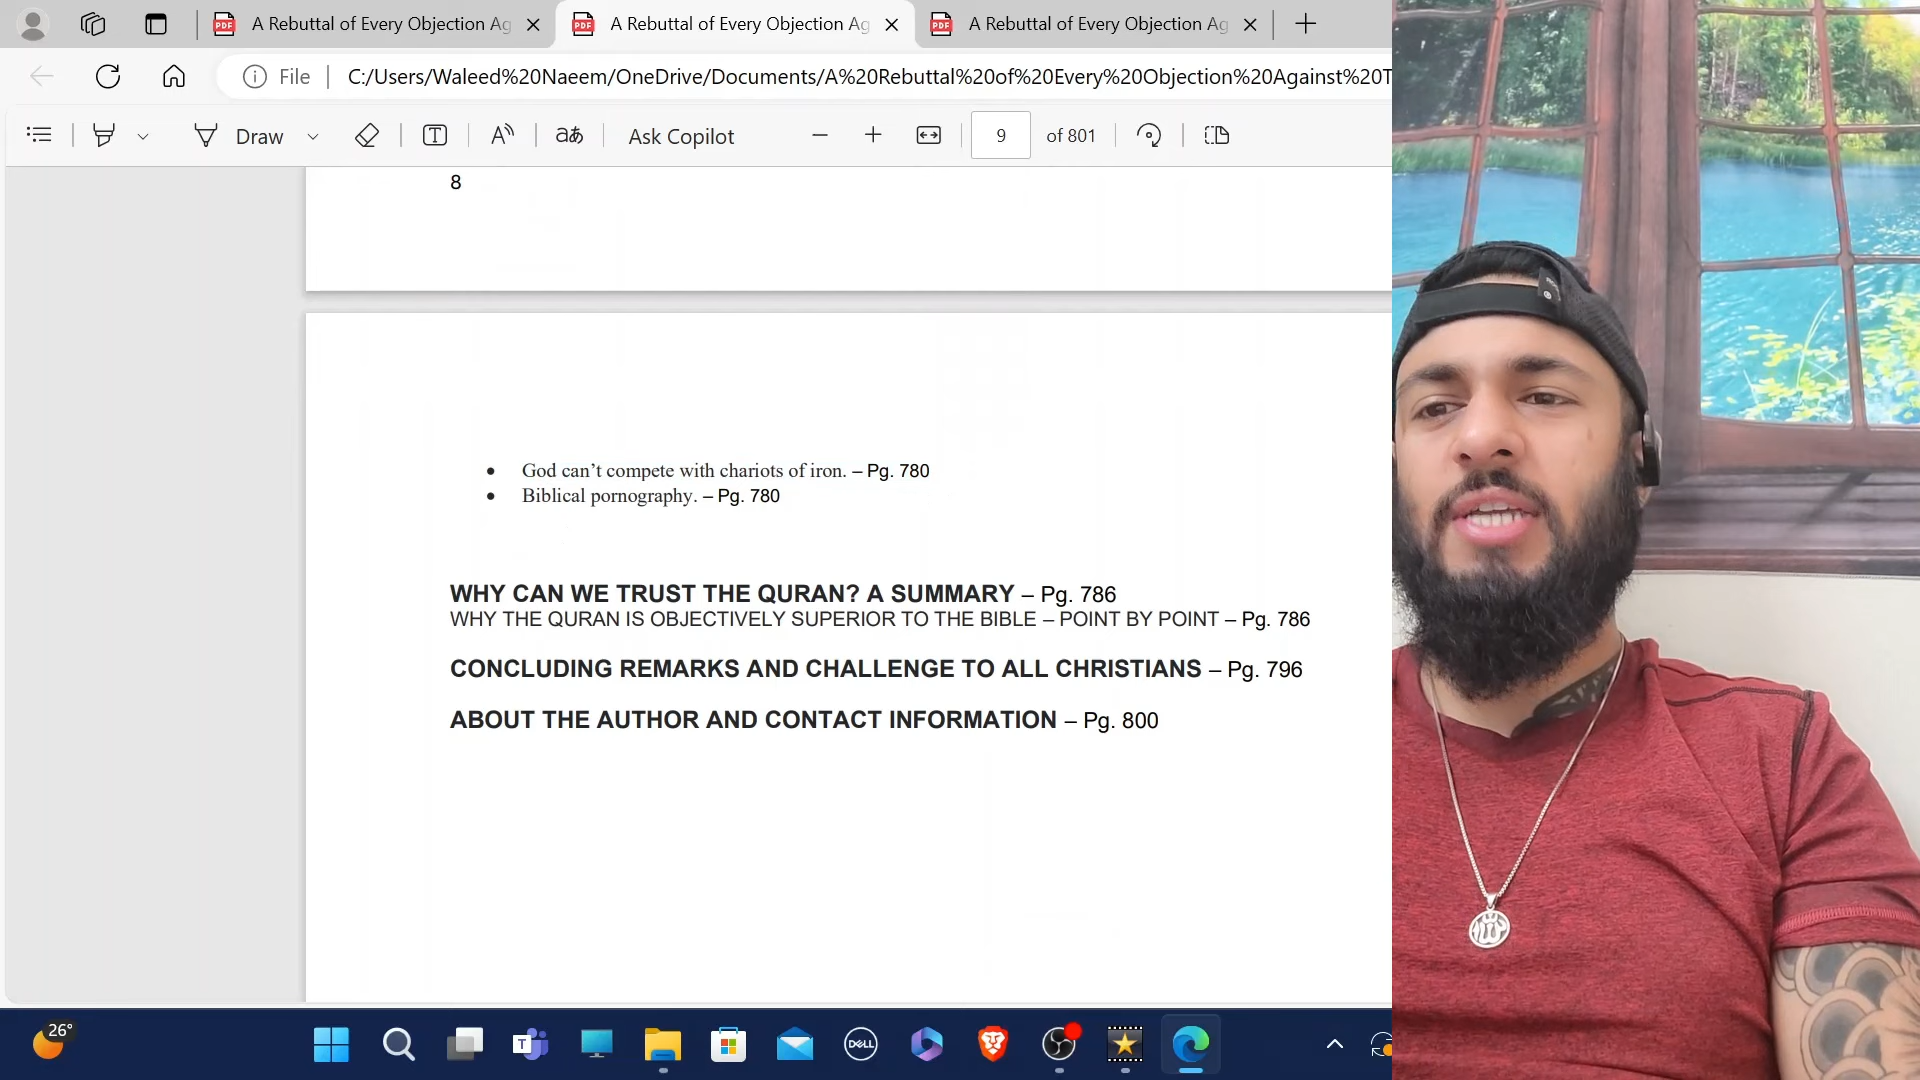 A Rebuttal of Every Objection Ag
A Rebuttal of Every Objection Ag
A Rebuttal of Every Objection Ag
File
C:/Users/Waleed%20Naeem/OneDrive/Documents/A%20Rebuttal%20of%20Every%20Objection%20Against%20T
Draw
Ask Copilot
9
of 801
8
• God can’t compete with chariots of iron. – Pg. 780
• Biblical pornography. – Pg. 780
WHY CAN WE TRUST THE QURAN? A SUMMARY – Pg. 786
WHY THE QURAN IS OBJECTIVELY SUPERIOR TO THE BIBLE – POINT BY POINT – Pg. 786
CONCLUDING REMARKS AND CHALLENGE TO ALL CHRISTIANS – Pg. 796
ABOUT THE AUTHOR AND CONTACT INFORMATION – Pg. 800
26°
DELL